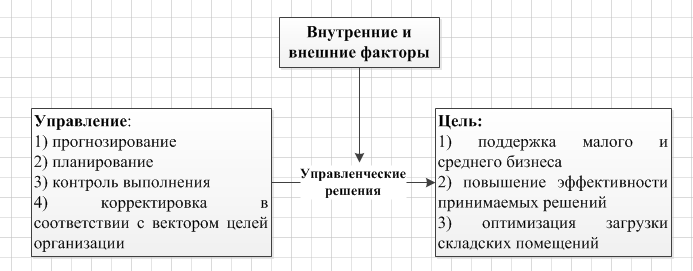 Внутренние и
внешние факторы
Управление:
1) прогнозирование
2) планирование
3) контроль выполнения
4) корректировка в
соответствии с вектором целей
организации
Управленческие
решения
Цель:
1) поддержка малого и
среднего бизнеса
2) повышение эффективности
принимаемых решений
3) оптимизация загрузки
складских помещений